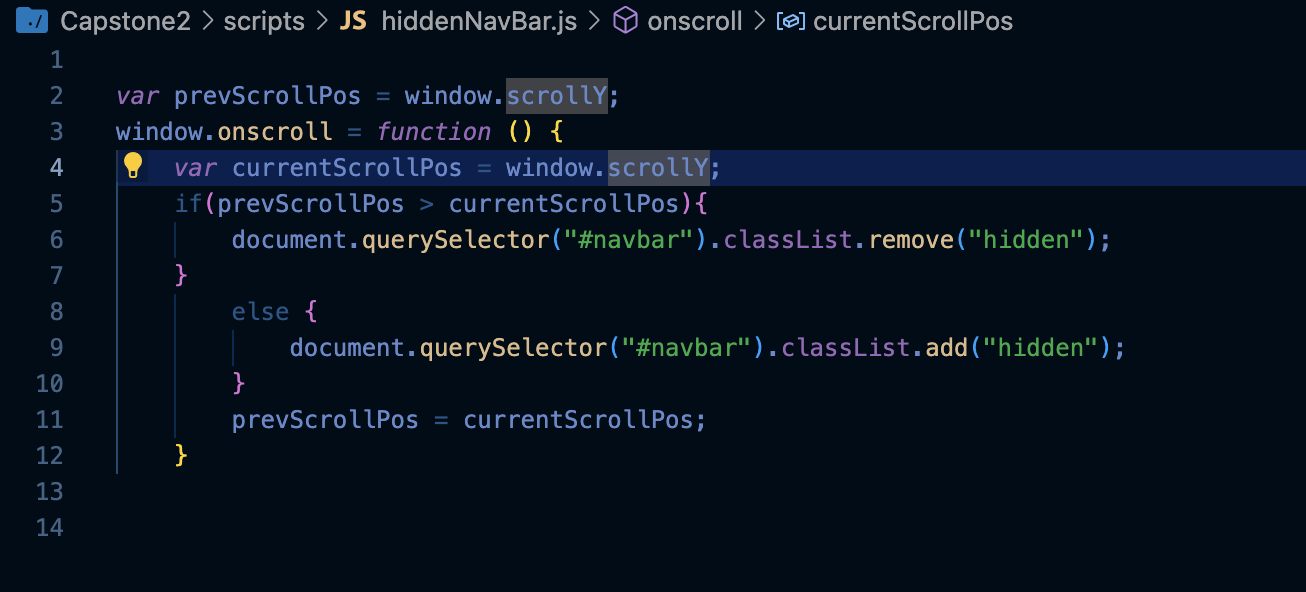 ./ Capstone2 > scripts > JS hiddenNavBar.js > onscroll > currentScrollPos
1
2 var prevScrollPos = window.scrollY;
3 window.onscroll = function () {
4 var currentScrollPos = window.scrollY;
5 if(prevScrollPos > currentScrollPos){
6 document.querySelector("#navbar").classList.remove("hidden");
7 }
8 else {
9 document.querySelector("#navbar").classList.add("hidden");
10 }
11 prevScrollPos = currentScrollPos;
12 }
13
14